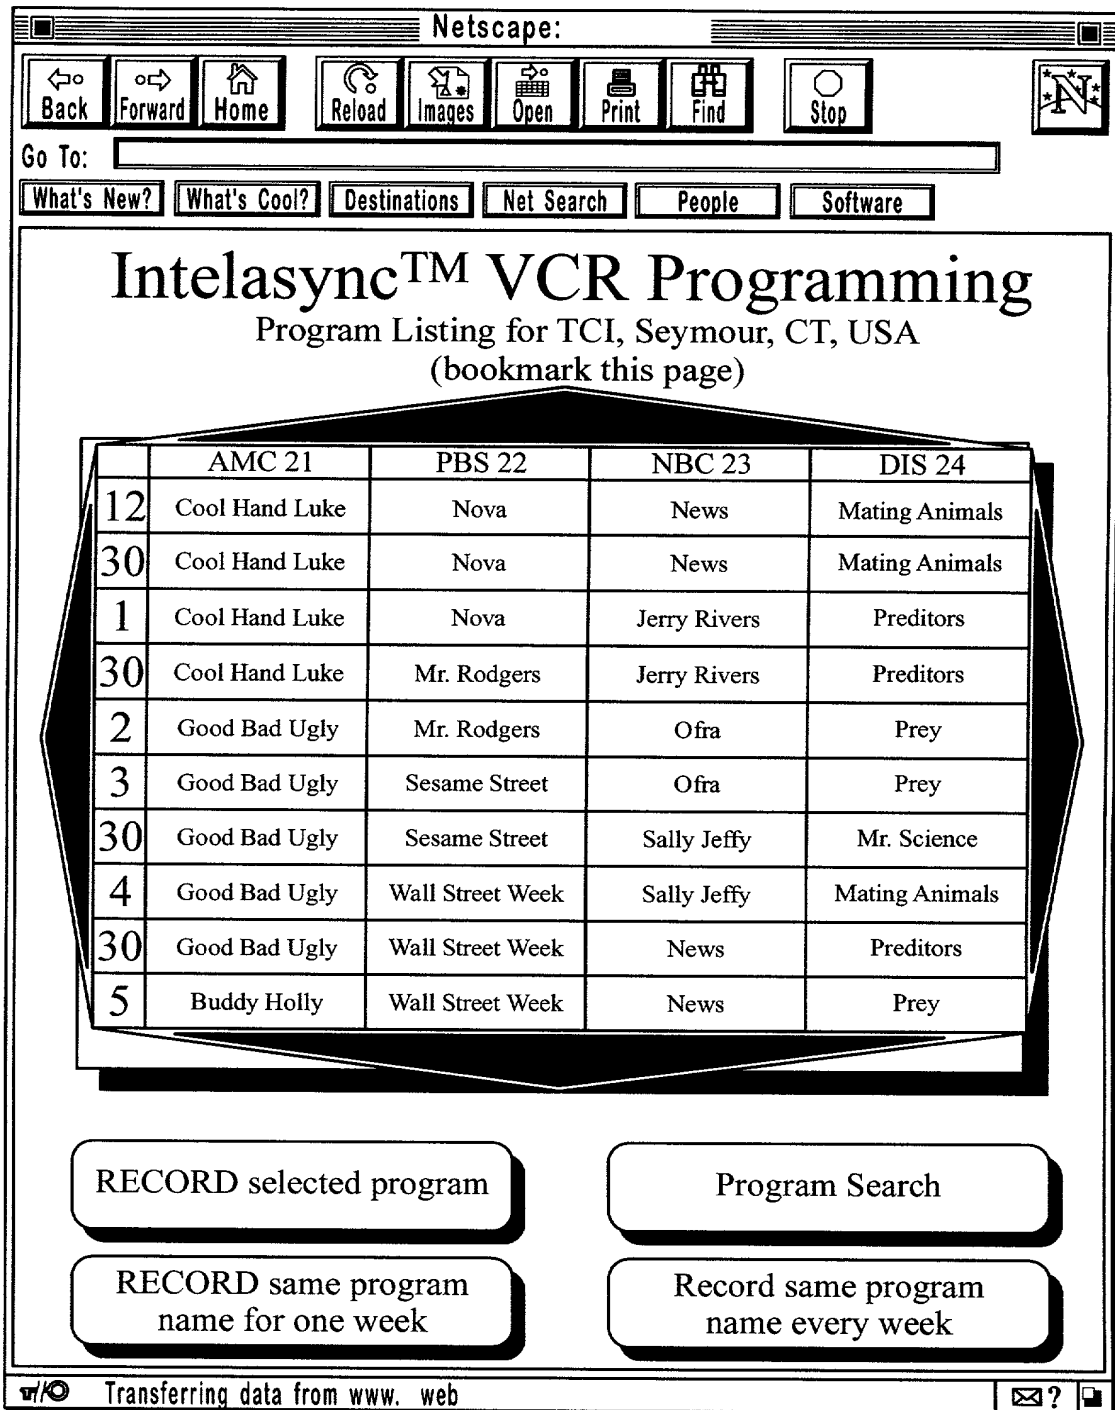 Netscape:
Back Forward Home Reload Images Open Print Find Stop N
Go To:
What's New? What's Cool? Destinations Net Search People Software
Intelasync™ VCR Programming
Program Listing for TCI, Seymour, CT, USA
(bookmark this page)
AMC 21 PBS 22 NBC 23 DIS 24
12 Cool Hand Luke Nova News Mating Animals
30 Cool Hand Luke Nova News Mating Animals
1 Cool Hand Luke Nova Jerry Rivers Preditors
30 Cool Hand Luke Mr. Rodgers Jerry Rivers Preditors
2 Good Bad Ugly Mr. Rodgers Ofra Prey
3 Good Bad Ugly Sesame Street Ofra Prey
30 Good Bad Ugly Sesame Street Sally Jeffy Mr. Science
4 Good Bad Ugly Wall Street Week Sally Jeffy Mating Animals
30 Good Bad Ugly Wall Street Week News Preditors
5 Buddy Holly Wall Street Week News Prey
RECORD selected program Program Search
RECORD same program
name for one week
Record same program
name every week
Transferring data from www. web ?